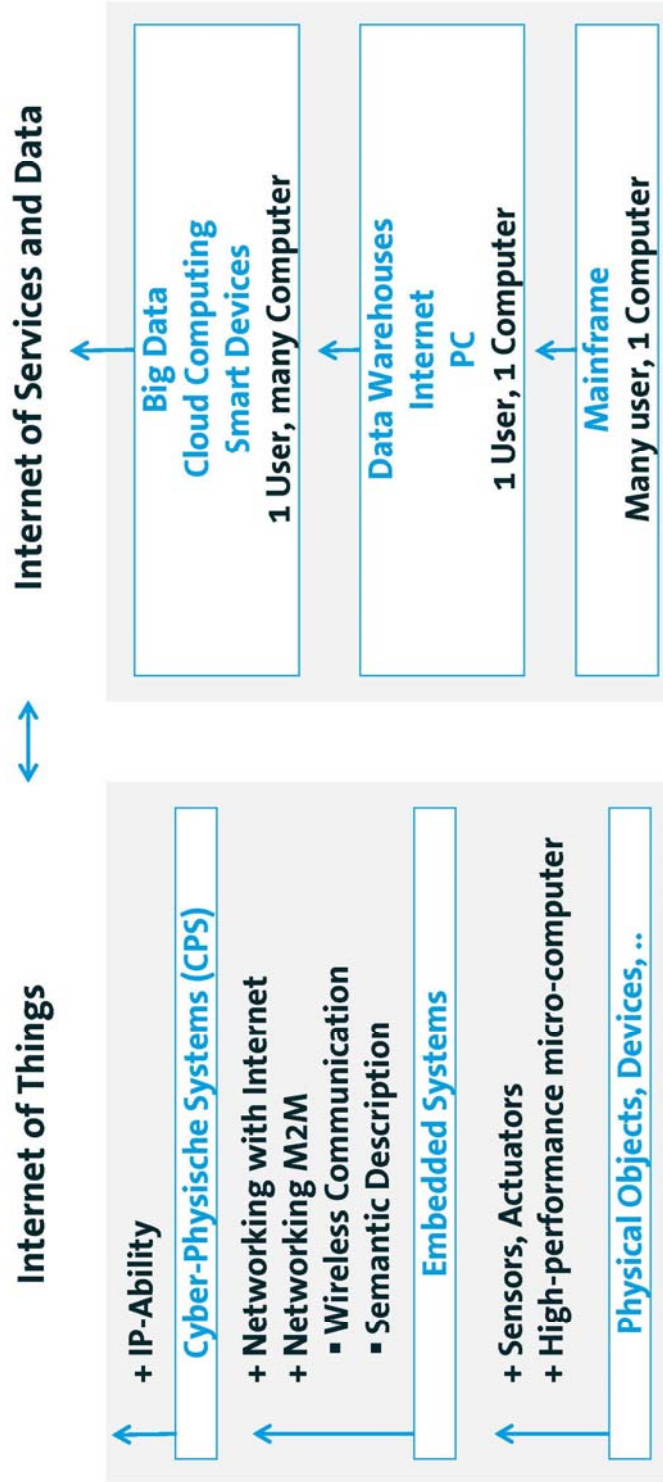 Internet of Things
+ IP-Ability
Cyber-Physische Systems (CPS)
+ Networking with Internet
+ Networking M2M
▪ Wireless Communication
▪ Semantic Description
Embedded Systems
+ Sensors, Actuators
+ High-performance micro-computer
Physical Objects, Devices, ..
Internet of Services and Data
Big Data
Cloud Computing
Smart Devices
1 User, many Computer
Data Warehouses
Internet
PC
1 User, 1 Computer
Mainframe
Many user, 1 Computer